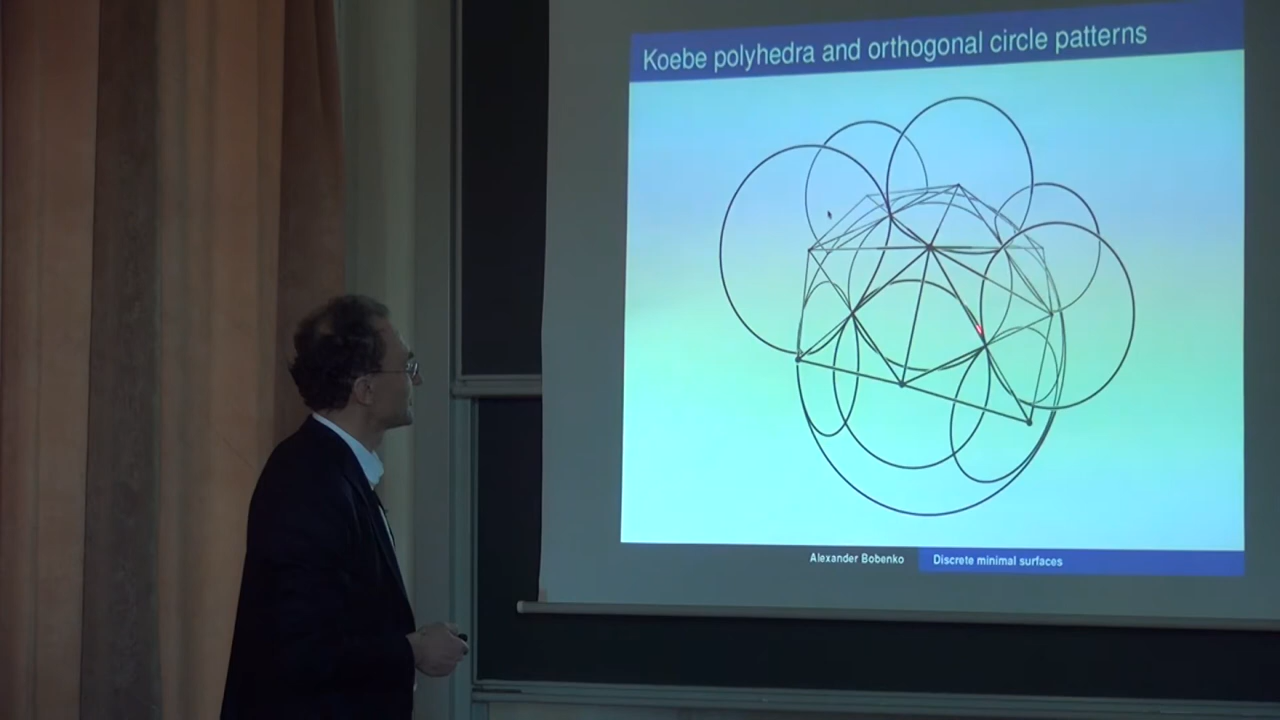 Koebe polyhedra and orthogonal circle patterns
Alexander Bobenko
Discrete minimal surfaces